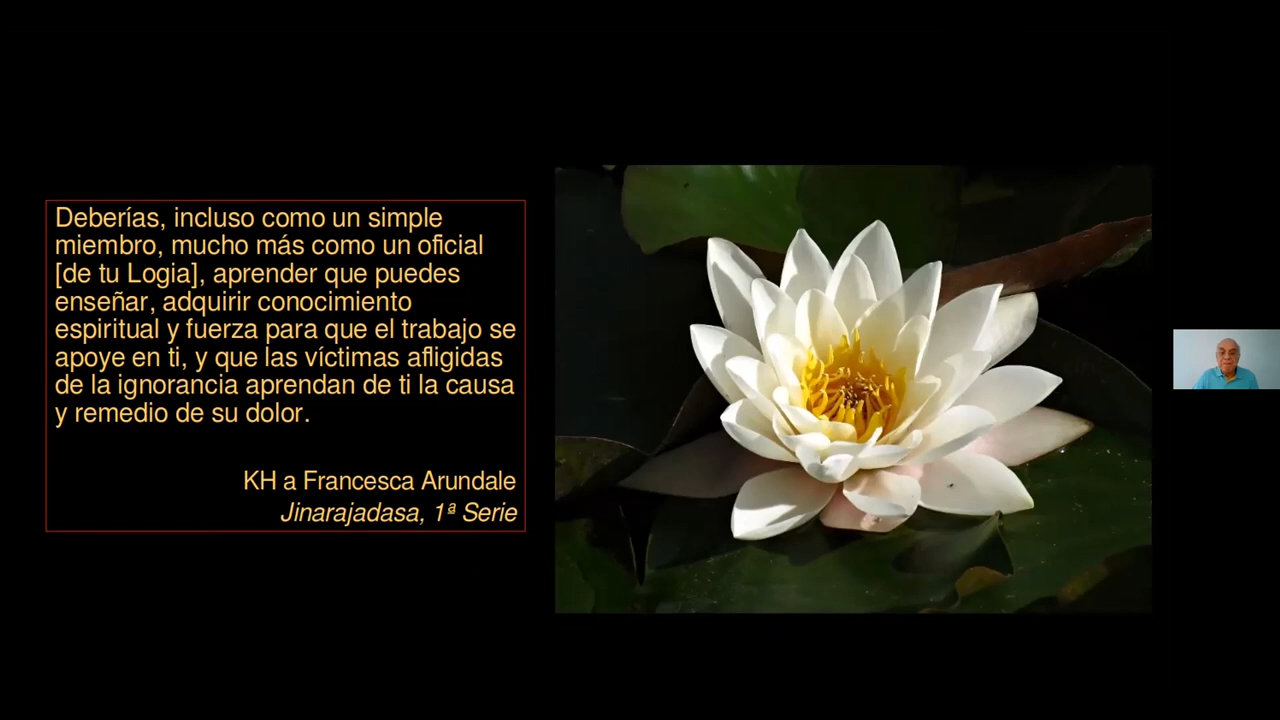 Deberías, incluso como un simple
miembro, mucho más como un oficial
[de tu Logia], aprender que puedes
enseñar, adquirir conocimiento
espiritual y fuerza para que el trabajo se
apoye en ti, y que las víctimas afligidas
de la ignorancia aprendan de ti la causa
y remedio de su dolor.
KH a Francesca Arundale
Jinarajadasa, 1ª Serie